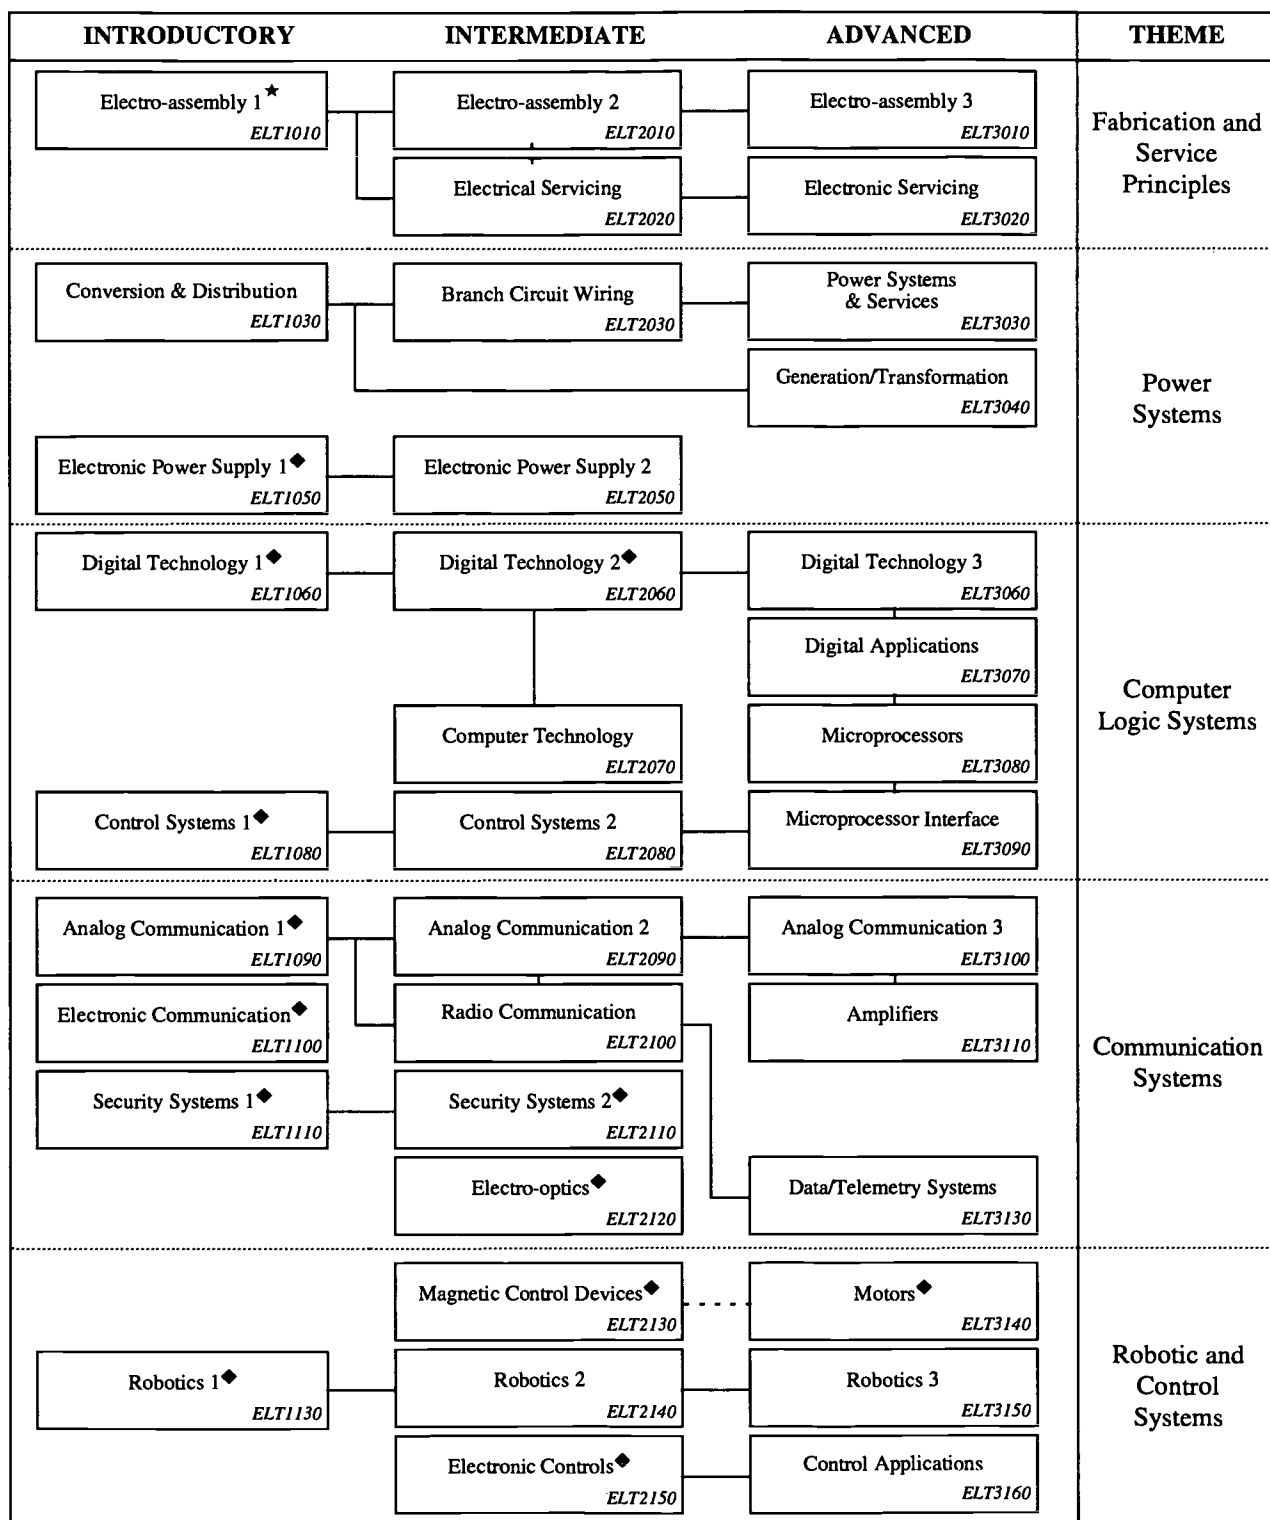 INTRODUCTORY INTERMEDIATE ADVANCED THEME
Electro-assembly 1★
ELT1010
Electro-assembly 2
ELT2010
Electro-assembly 3
ELT3010
Electrical Servicing
ELT2020
Electronic Servicing
ELT3020
Fabrication and
Service
Principles
Conversion & Distribution
ELT1030
Branch Circuit Wiring
ELT2030
Power Systems
& Services
ELT3030
Generation/Transformation
ELT3040
Electronic Power Supply 1◆
ELT1050
Electronic Power Supply 2
ELT2050
Power
Systems
Digital Technology 1◆
ELT1060
Digital Technology 2◆
ELT2060
Digital Technology 3
ELT3060
Digital Applications
ELT3070
Computer Technology
ELT2070
Microprocessors
ELT3080
Control Systems 1◆
ELT1080
Control Systems 2
ELT2080
Microprocessor Interface
ELT3090
Computer
Logic Systems
Analog Communication 1◆
ELT1090
Analog Communication 2
ELT2090
Analog Communication 3
ELT3100
Electronic Communication◆
ELT1100
Radio Communication
ELT2100
Amplifiers
ELT3110
Security Systems 1◆
ELT1110
Security Systems 2◆
ELT2110
Electro-optics◆
ELT2120
Data/Telemetry Systems
ELT3130
Communication
Systems
Magnetic Control Devices◆
ELT2130
Motors◆
ELT3140
Robotics 1◆
ELT1130
Robotics 2
ELT2140
Robotics 3
ELT3150
Electronic Controls◆
ELT2150
Control Applications
ELT3160
Robotic and
Control
Systems